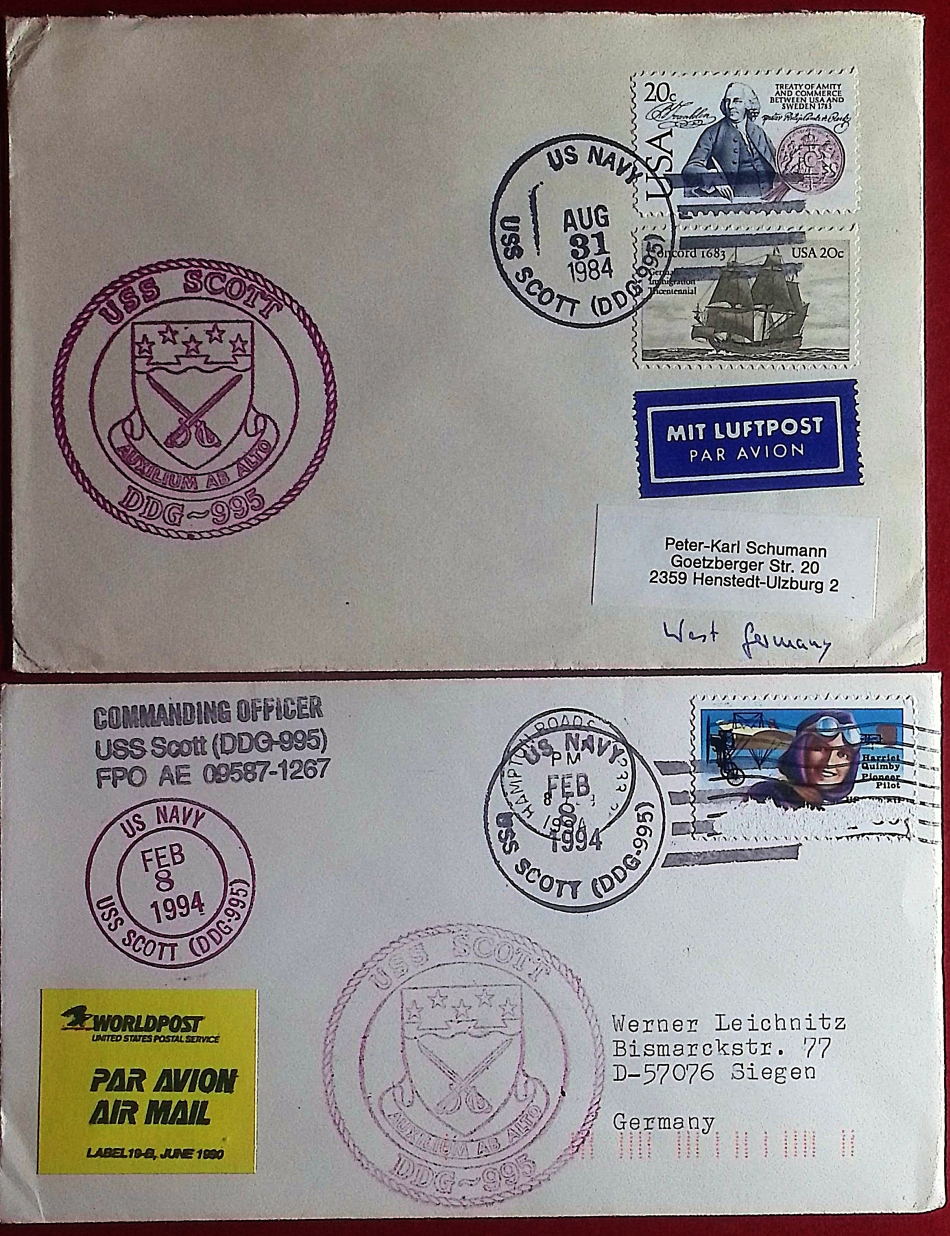 20c
TREATY OF AMITY
AND COMMERCE
BETWEEN USA AND
SWEDEN 1783
B Franklin
USA
US NAVY
AUG
31
1984
USS SCOTT (DDG-995)
Concord 1683
USA 20c
German
Immigration
Tricentennial
USS SCOTT
AUXILIUM AB ALTO
DDG~995
MIT LUFTPOST
PAR AVION
Peter-Karl Schumann
Goetzberger Str. 20
2359 Henstedt-Ulzburg 2
West Germany
COMMANDING OFFICER
USS Scott (DDG-995)
FPO AE 09587-1267
US NAVY
FEB
8
1994
USS SCOTT (DDG-995)
HAMPTON ROADS
PM
FEB
8
1994
US NAVY
1994
USS SCOTT (DDG-995)
Harriet
Quimby
Pioneer
Pilot
WORLDPOST
UNITED STATES POSTAL SERVICE
PAR AVION
AIR MAIL
LABEL 19-B, JUNE 1990
USS SCOTT
AUXILIUM AB ALTO
DDG~995
Werner Leichnitz
Bismarckstr. 77
D-57076 Siegen
Germany